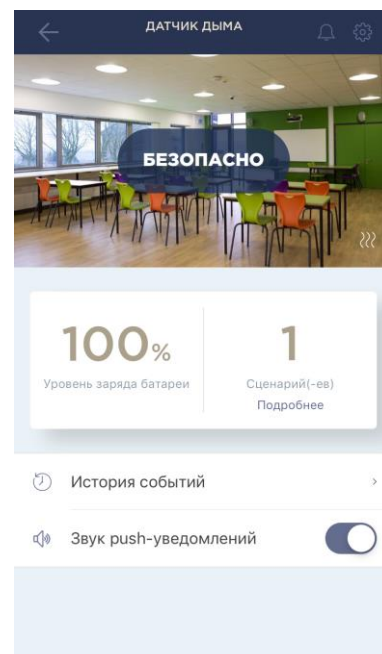 ДАТЧИК ДЫМА
БЕЗОПАСНО
100%
Уровень заряда батареи
1
Сценарий(-ев)
Подробнее
История событий
Звук push-уведомлений